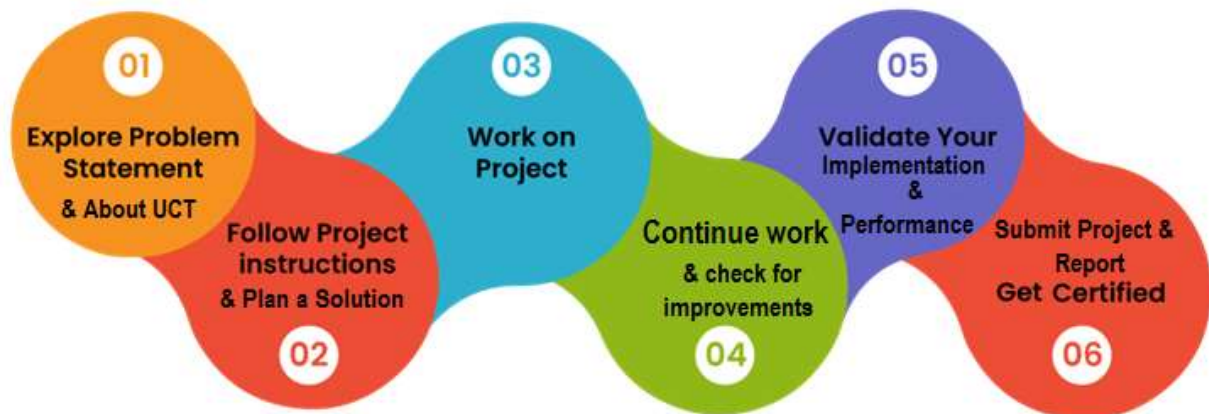 01
Explore Problem
Statement
& About UCT
Follow Project
instructions
& Plan a Solution
02
03
Work on
Project
Continue work
& check for
improvements
04
05
Validate Your
Implementation
&
Performance
Submit Project &
Report
Get Certified
06